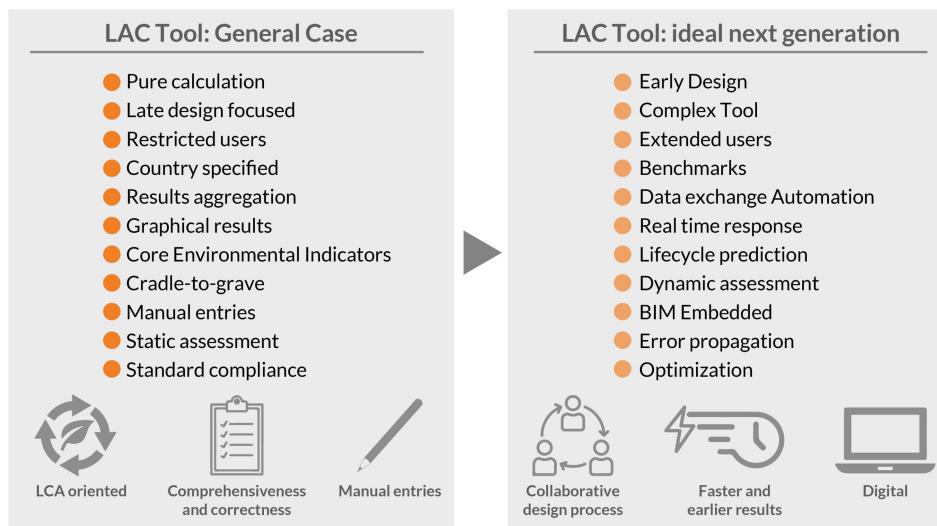 LAC Tool: General Case
Pure calculation
Late design focused
Restricted users
Country specified
Results aggregation
Graphical results
Core Environmental Indicators
Cradle-to-grave
Manual entries
Static assessment
Standard compliance
LCA oriented
Comprehensiveness
and correctness
Manual entries
LAC Tool: ideal next generation
Early Design
Complex Tool
Extended users
Benchmarks
Data exchange Automation
Real time response
Lifecycle prediction
Dynamic assessment
BIM Embedded
Error propagation
Optimization
Collaborative
design process
Faster and
earlier results
Digital